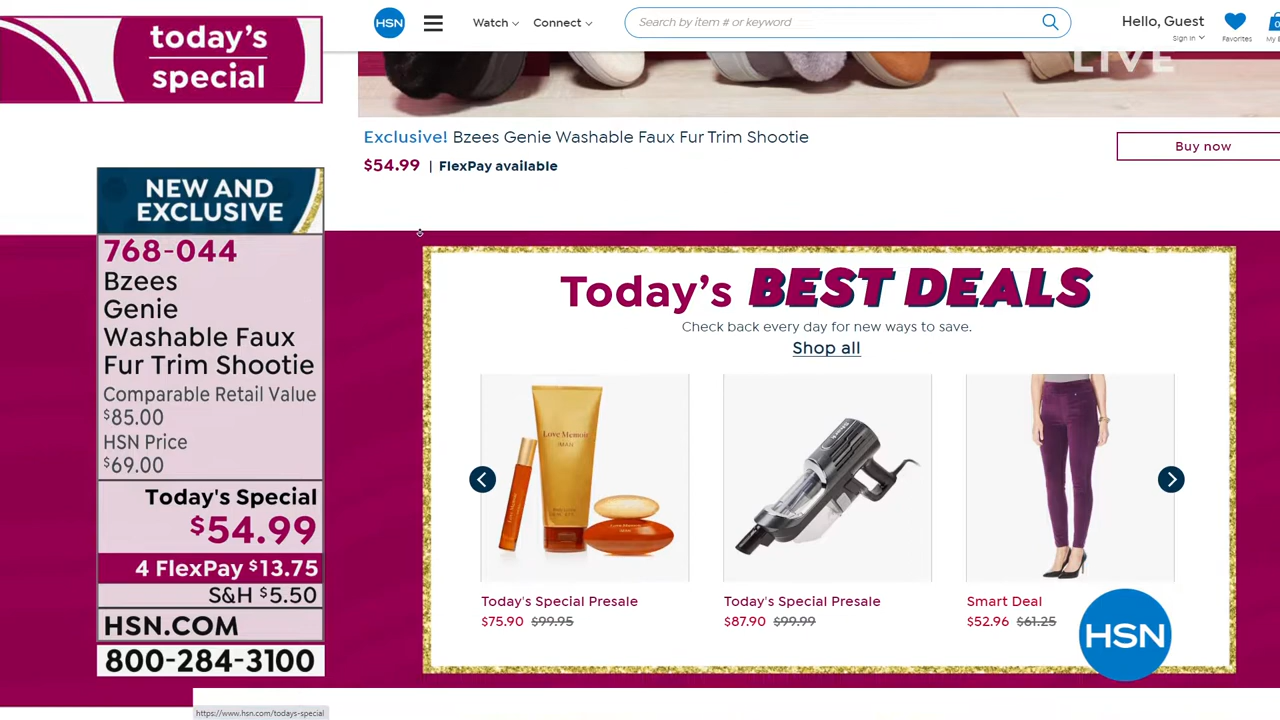 today's
special
NEW AND
EXCLUSIVE
768-044
Bzees
Genie
Washable Faux
Fur Trim Shootie
Comparable Retail Value
$85.00
HSN Price
$69.00
Today's Special
$54.99
4 FlexPay $13.75
S&H $5.50
HSN.COM
800-284-3100
HSN
Watch
Connect
Search by item # or keyword
Hello, Guest
Sign In
Favorites
LIVE
Exclusive! Bzees Genie Washable Faux Fur Trim Shootie
$54.99 | FlexPay available
Buy now
Today's BEST DEALS
Check back every day for new ways to save.
Shop all
Love Memoir
IMAN
Today's Special Presale
$75.90 $99.95
Today's Special Presale
$87.90 $99.99
Smart Deal
$52.96 $61.25
HSN
https://www.hsn.com/todays-special